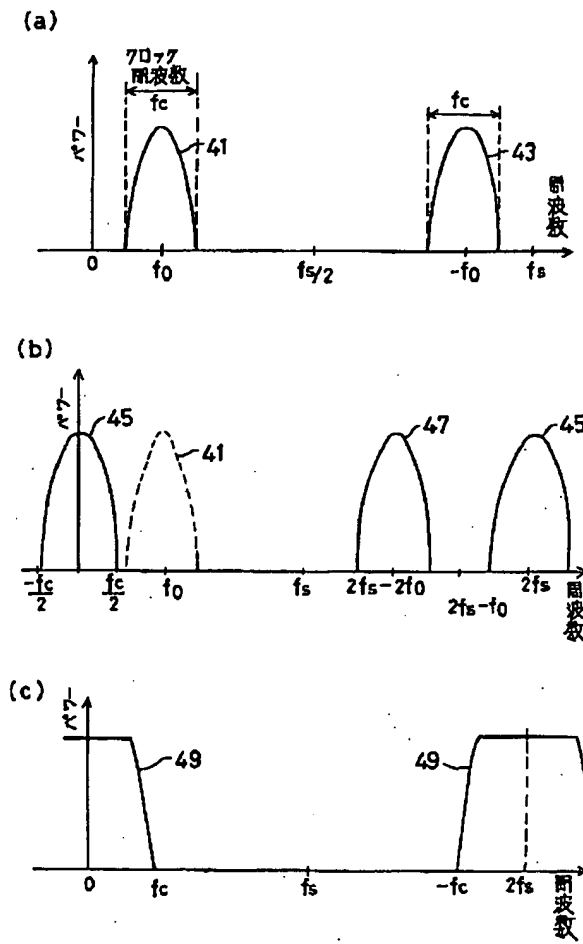 (a)
クロック
周波数
fc
fc
パワー
41
43
周波数
0
f0
fs/2
-f0
fs
(b)
パワー
45
41
47
45
-fc/2
fc/2
f0
fs
2fs-2f0
2fs-f0
2fs
周波数
(c)
パワー
49
49
0
fc
fs
-fc
2fs
周波数